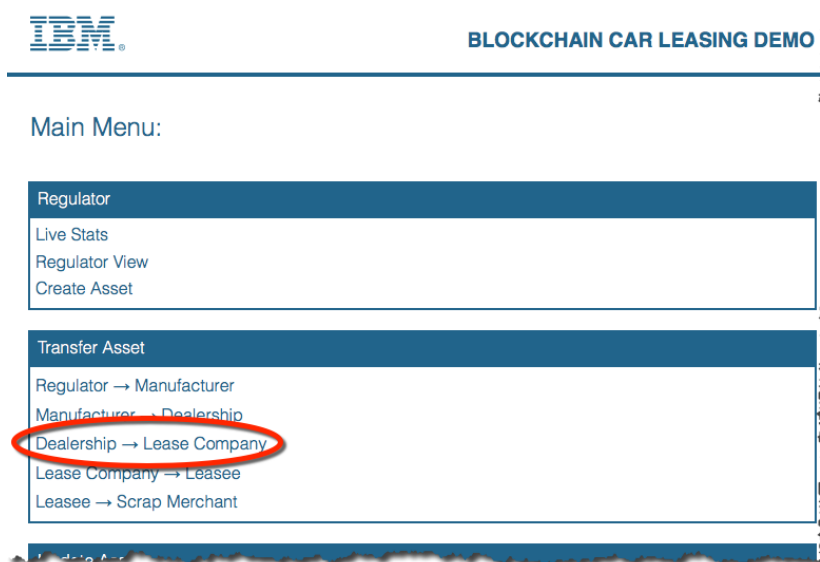 IBM®
BLOCKCHAIN CAR LEASING DEMO
Main Menu:
Regulator
Live Stats
Regulator View
Create Asset
Transfer Asset
Regulator → Manufacturer
Manufacturer → Dealership
Dealership → Lease Company
Lease Company → Leasee
Leasee → Scrap Merchant